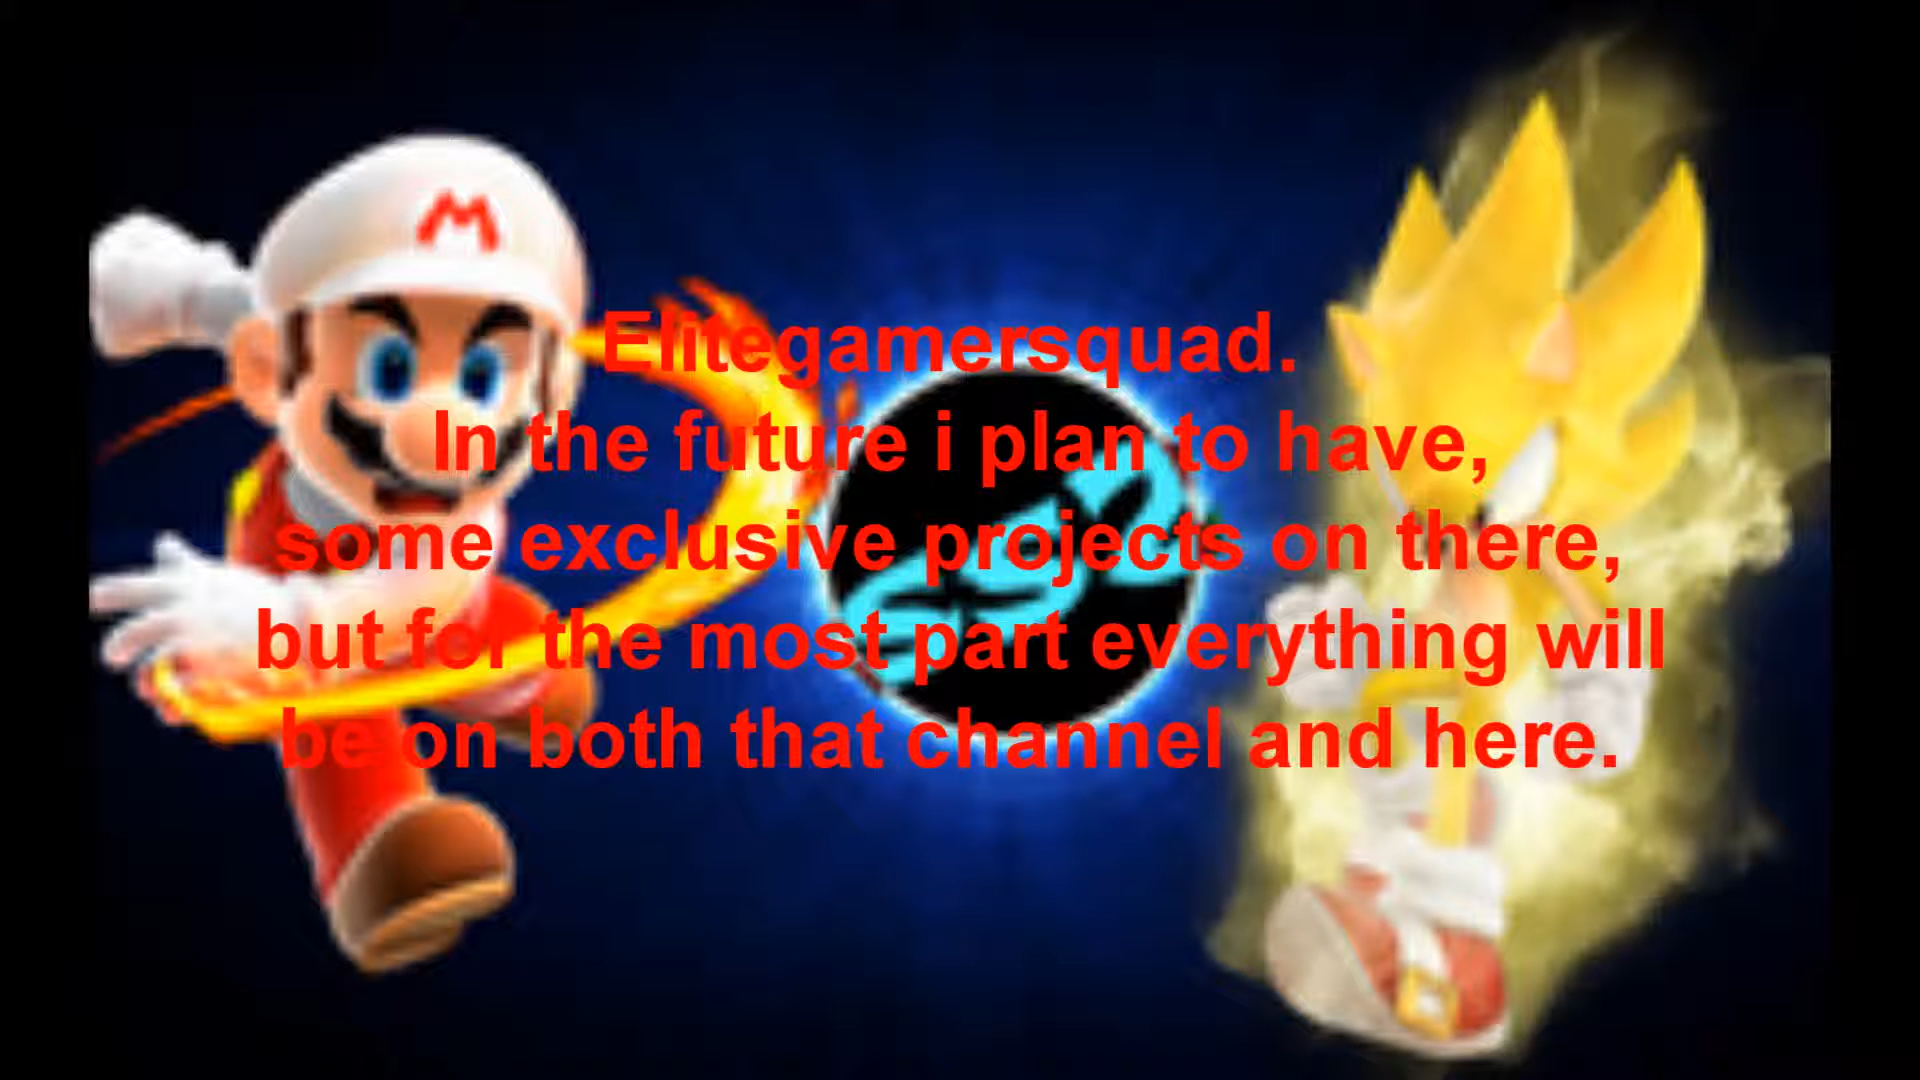 M
Elitegamersquad.
In the future i plan to have,
some exclusive projects on there,
but for the most part everything will
be on both that channel and here.